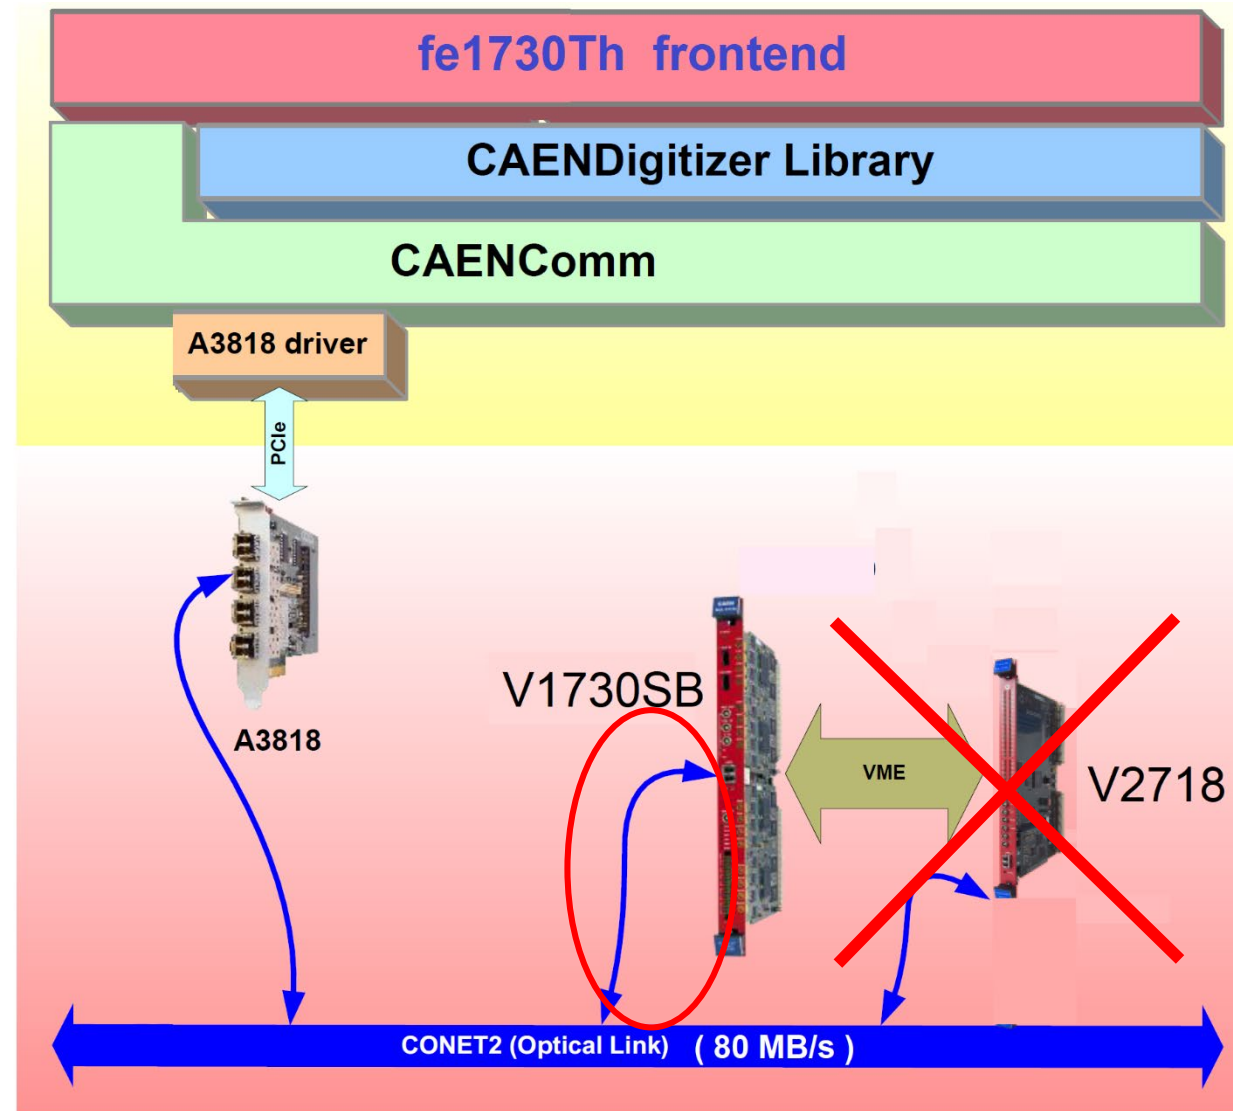 fe1730Th frontend
CAENDigitizer Library
CAENComm
A3818 driver
PCIe
A3818
V1730SB
VME
V2718
CONET2 (Optical Link) ( 80 MB/s )